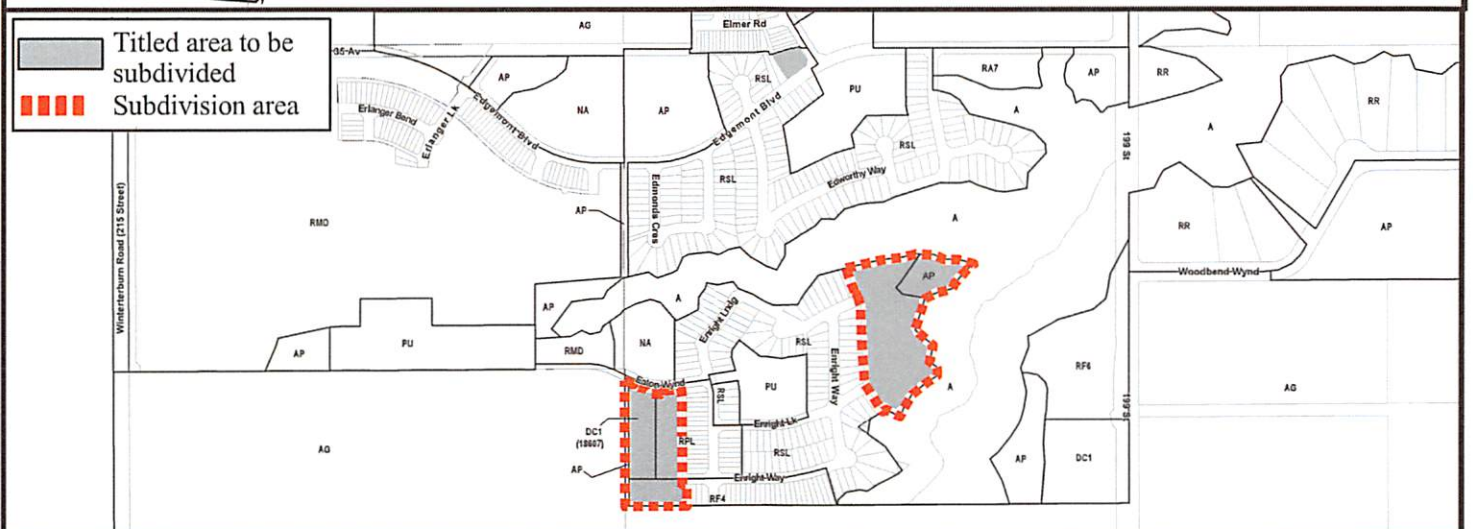 Titled area to be
subdivided
Subdivision area
35 Av
AG
Elmer Rd
AP
NA
AP
RSL
PU
RA7
AP
RR
A
A
RR
Erlanger Bend
Erlanger Lk
Edgemont Blvd
Edgemont Blvd
199 St
RSL
RSL
Edworthy Way
Edmonds Cres
AP
RMD
Winterburn Road (215 Street)
A
RR
AP
Woodbend Wynd
AP
AP
A
Enright Lndg
RSL
NA
PU
RMD
AP
Enright Way
RF6
Eaton Wynd
RSL
PU
A
AG
199 St
DC1
(18607)
RPL
Enright Lk
AG
AP
RSL
Enright Way
RF4
AP
DC1